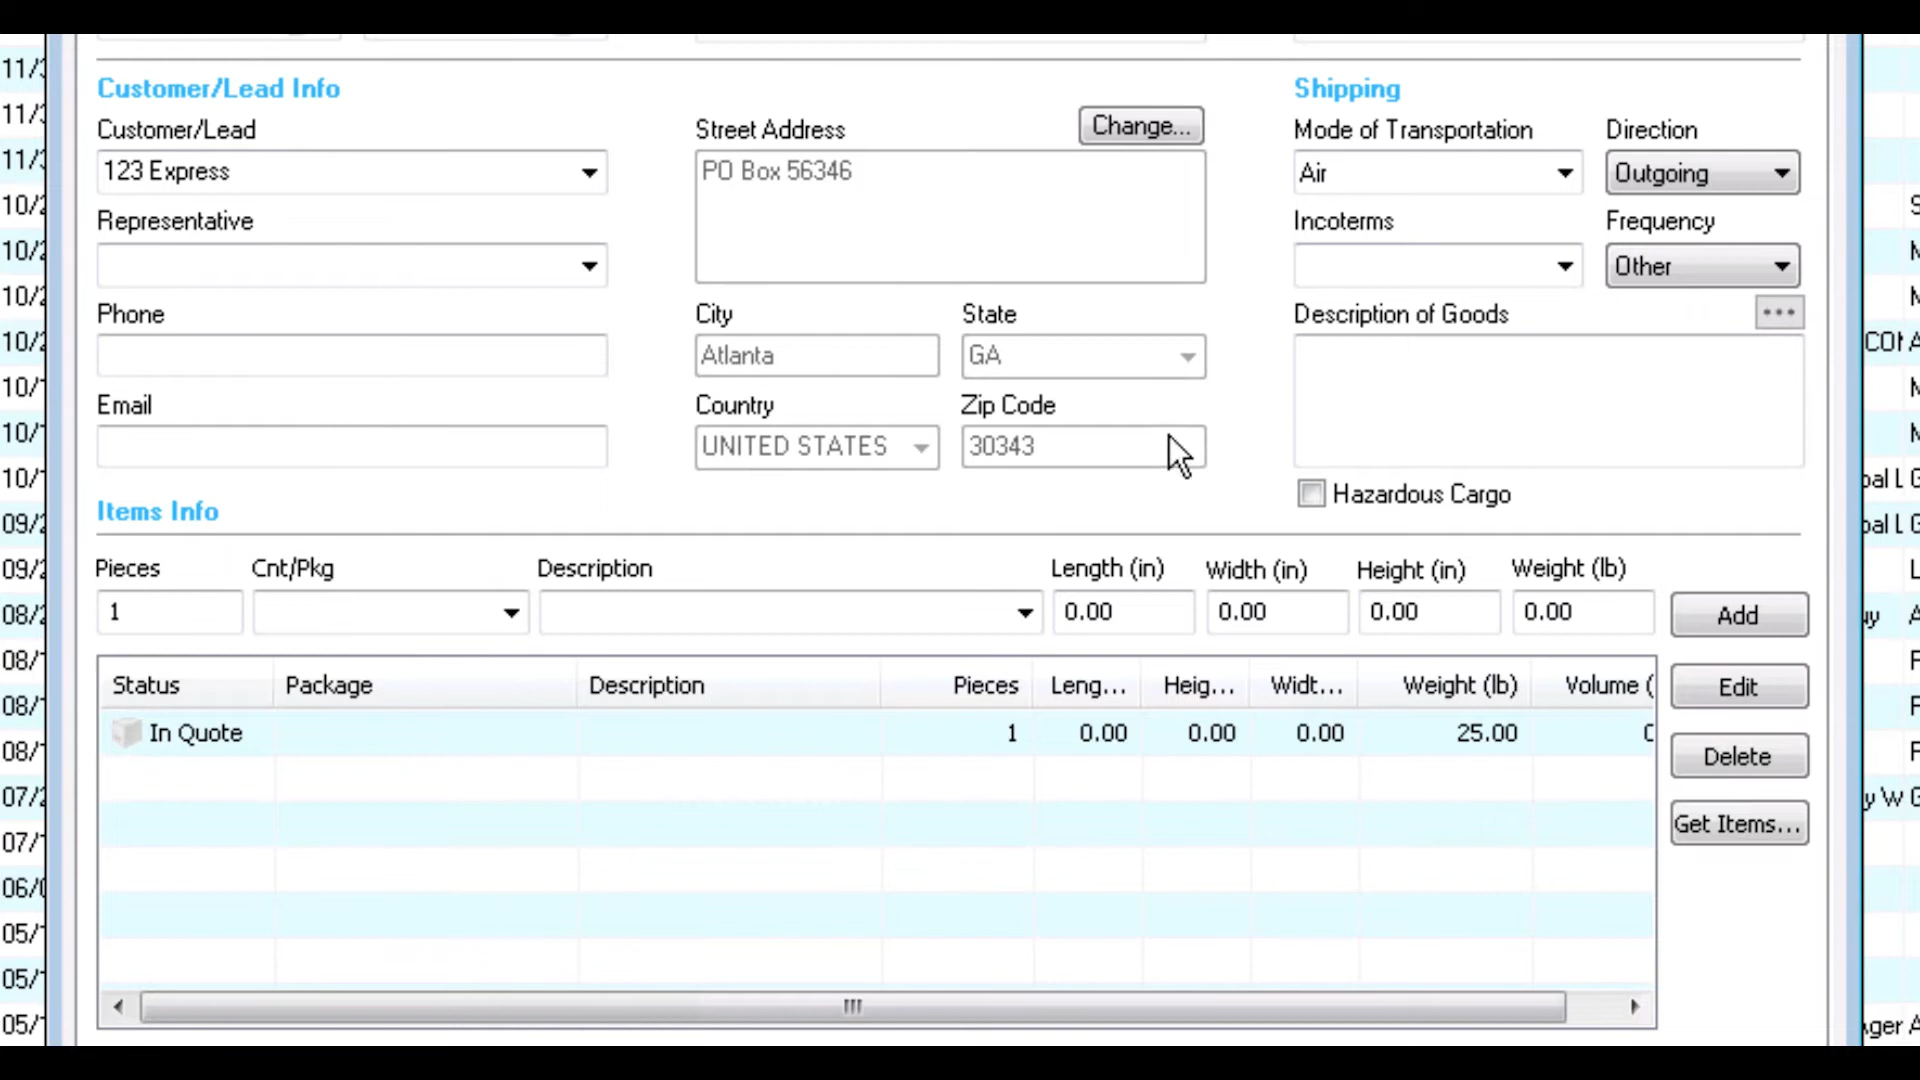 Customer/Lead Info
Shipping
Customer/Lead
Street Address
Change...
Mode of Transportation
Direction
123 Express
PO Box 56346
Air
Outgoing
Representative
Incoterms
Frequency
Other
Phone
City
State
Description of Goods
...
Atlanta
GA
Email
Country
Zip Code
UNITED STATES
30343
Hazardous Cargo
Items Info
Pieces
Cnt/Pkg
Description
Length (in)
Width (in)
Height (in)
Weight (lb)
1
0.00
0.00
0.00
0.00
Add
Status
Package
Description
Pieces
Leng...
Heig...
Widt...
Weight (lb)
Volume (
Edit
In Quote
1
0.00
0.00
0.00
25.00
Delete
Get Items...